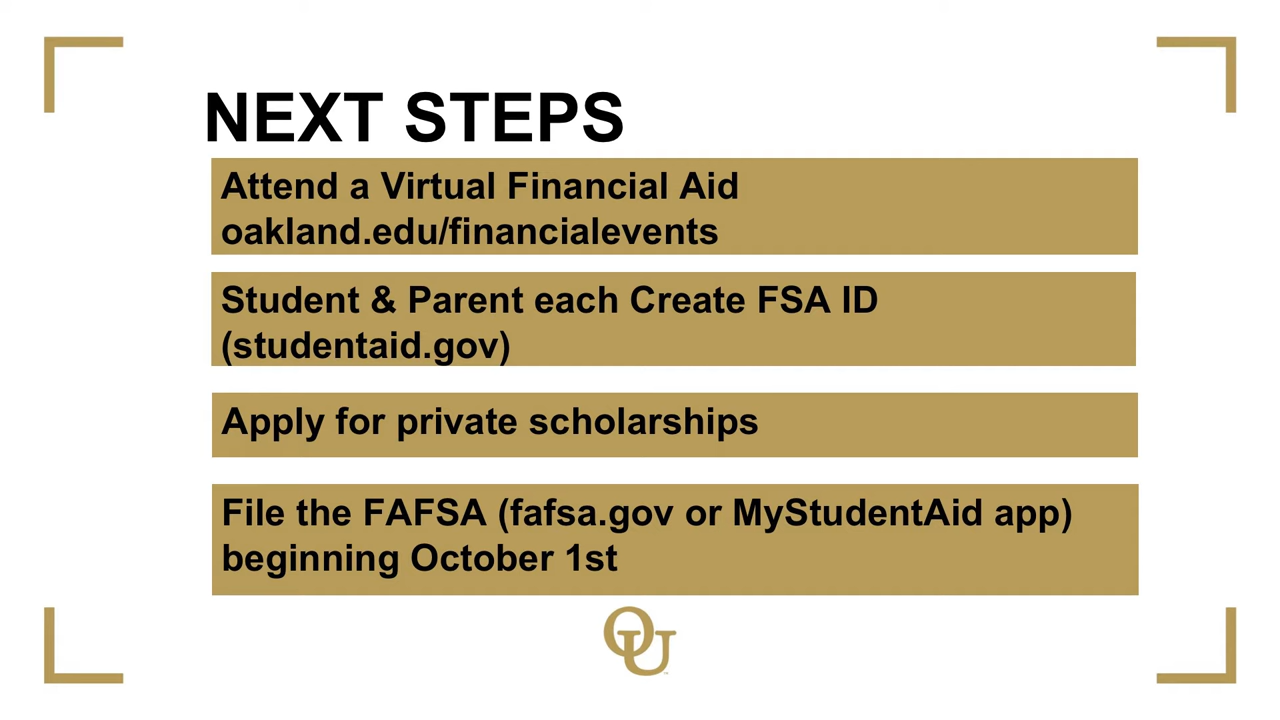 NEXT STEPS
Attend a Virtual Financial Aid
oakland.edu/financialevents
Student & Parent each Create FSA ID
(studentaid.gov)
Apply for private scholarships
File the FAFSA (fafsa.gov or MyStudentAid app)
beginning October 1st
OU